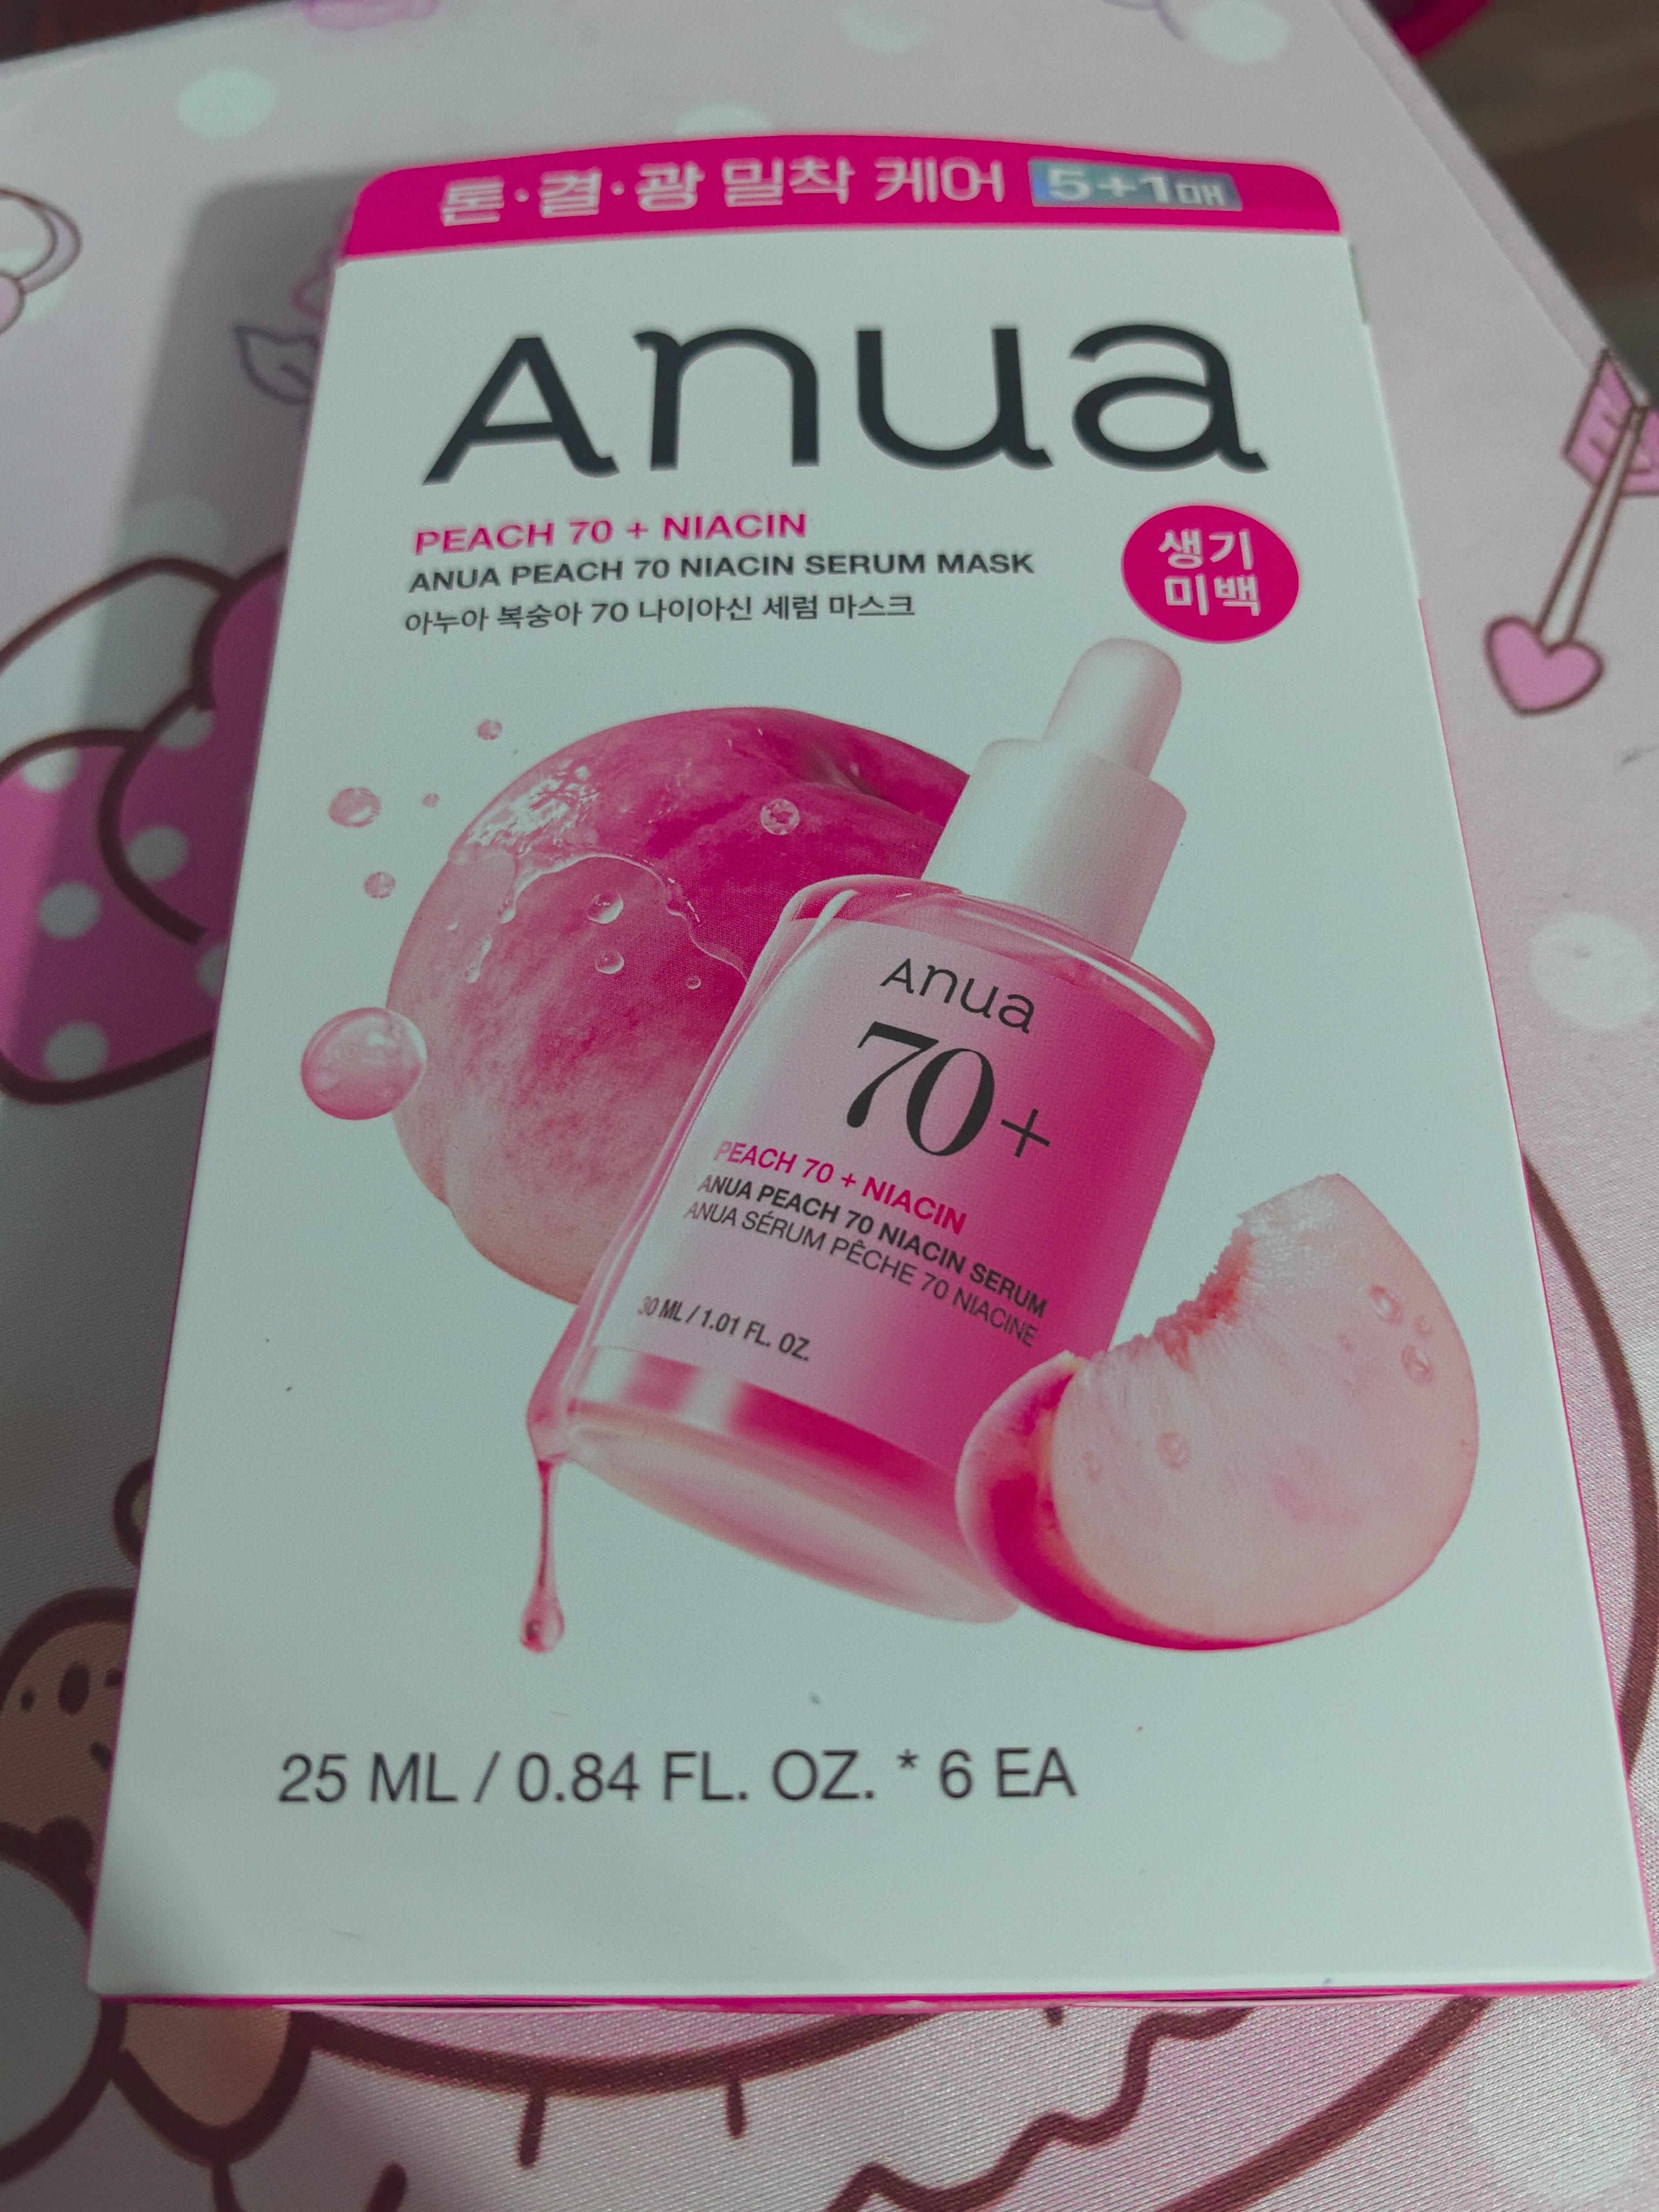 톤·결·광 밀착 케어 5+1매
Anua
PEACH 70 + NIACIN
ANUA PEACH 70 NIACIN SERUM MASK
아누아 복숭아 70 나이아신 세럼 마스크
생기
미백
Anua
70+
PEACH 70 + NIACIN
ANUA PEACH 70 NIACIN SERUM
ANUA SÉRUM PÊCHE 70 NIACINE
30 ML / 1.01 FL. OZ.
25 ML / 0.84 FL. OZ. * 6 EA